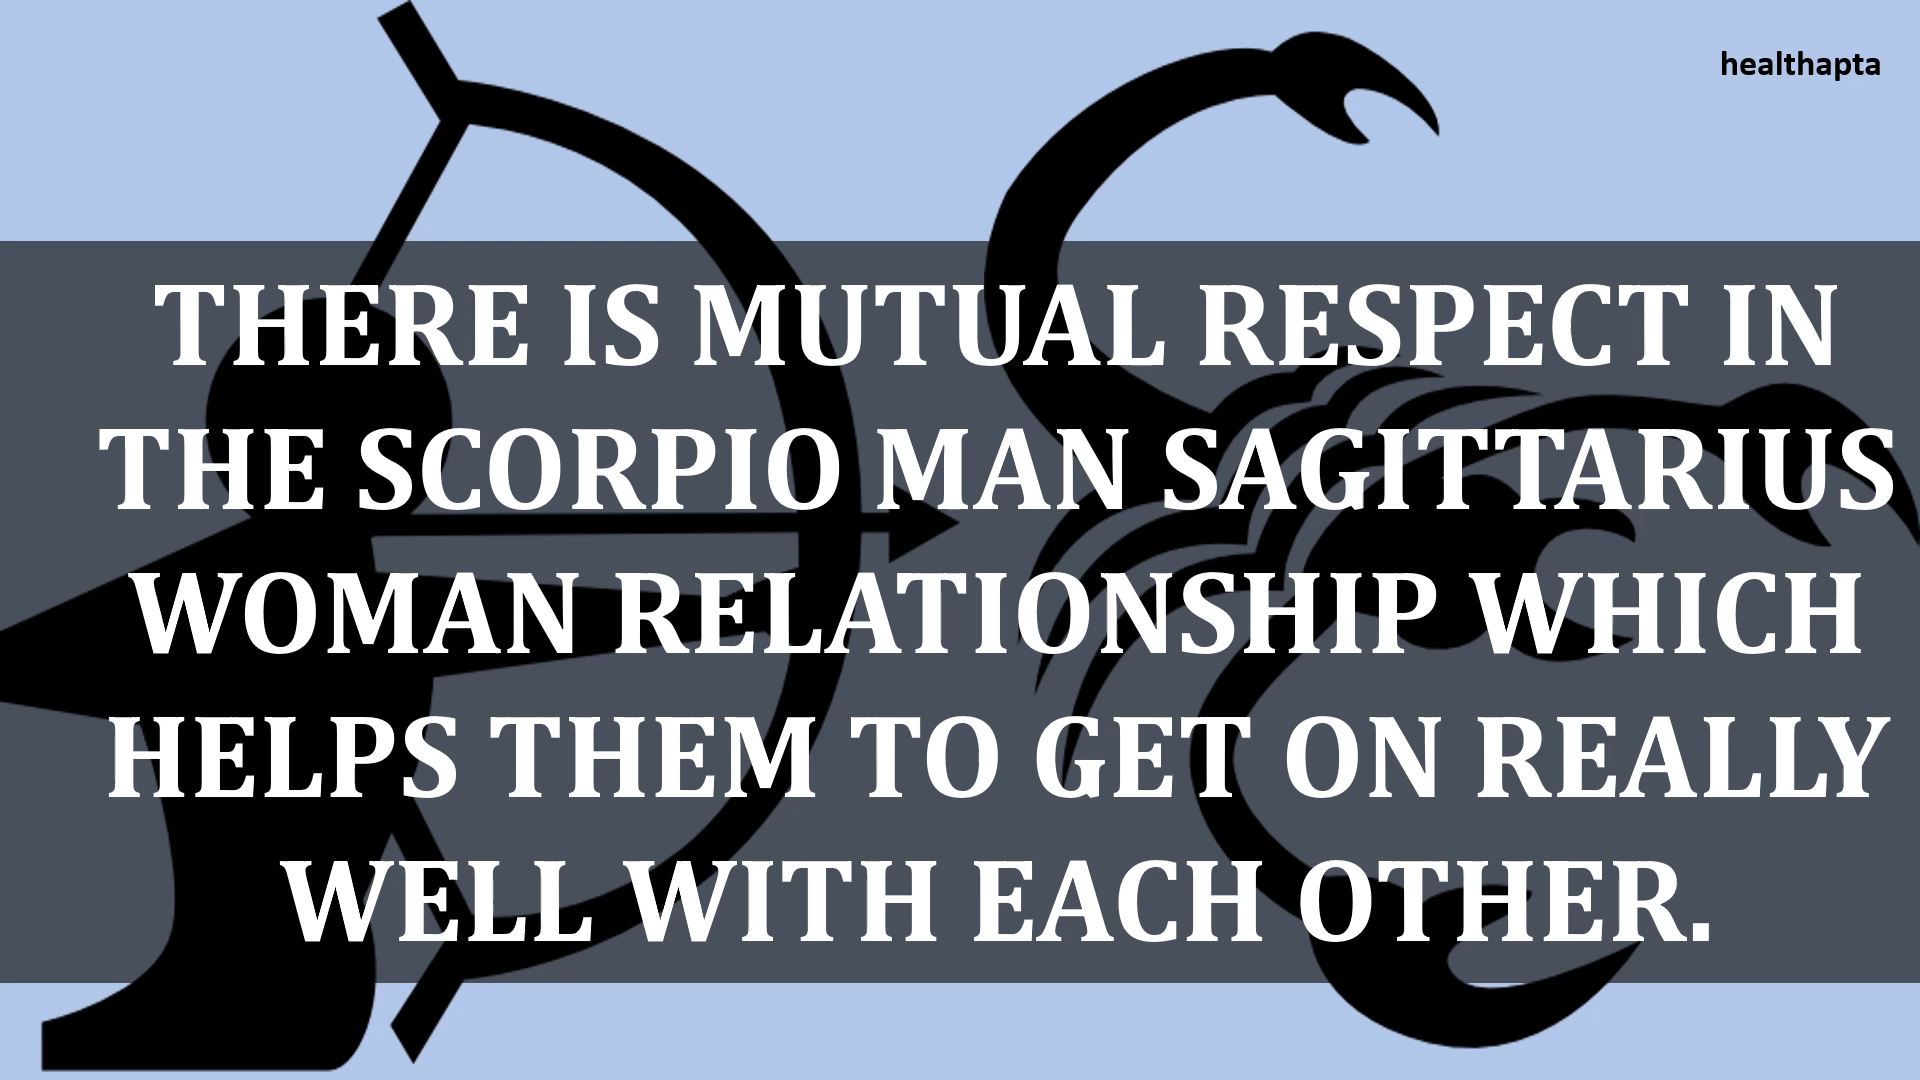 healthapta
THERE IS MUTUAL RESPECT IN
THE SCORPIO MAN SAGITTARIUS
WOMAN RELATIONSHIP WHICH
HELPS THEM TO GET ON REALLY
WELL WITH EACH OTHER.